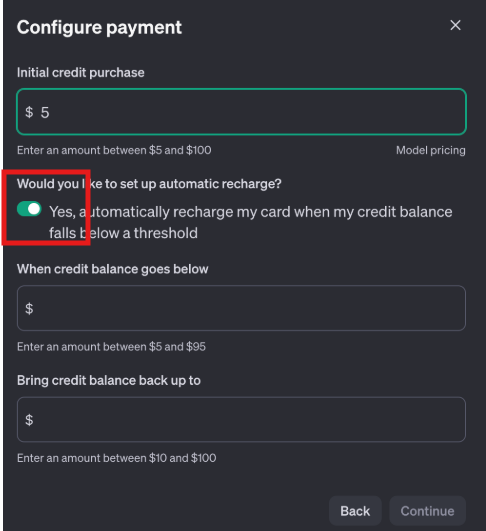 Configure payment
Initial credit purchase
$ 5
Enter an amount between $5 and $100 Model pricing
Would you like to set up automatic recharge?
Yes, automatically recharge my card when my credit balance
falls below a threshold
When credit balance goes below
$
Enter an amount between $5 and $95
Bring credit balance back up to
$
Enter an amount between $10 and $100
Back Continue